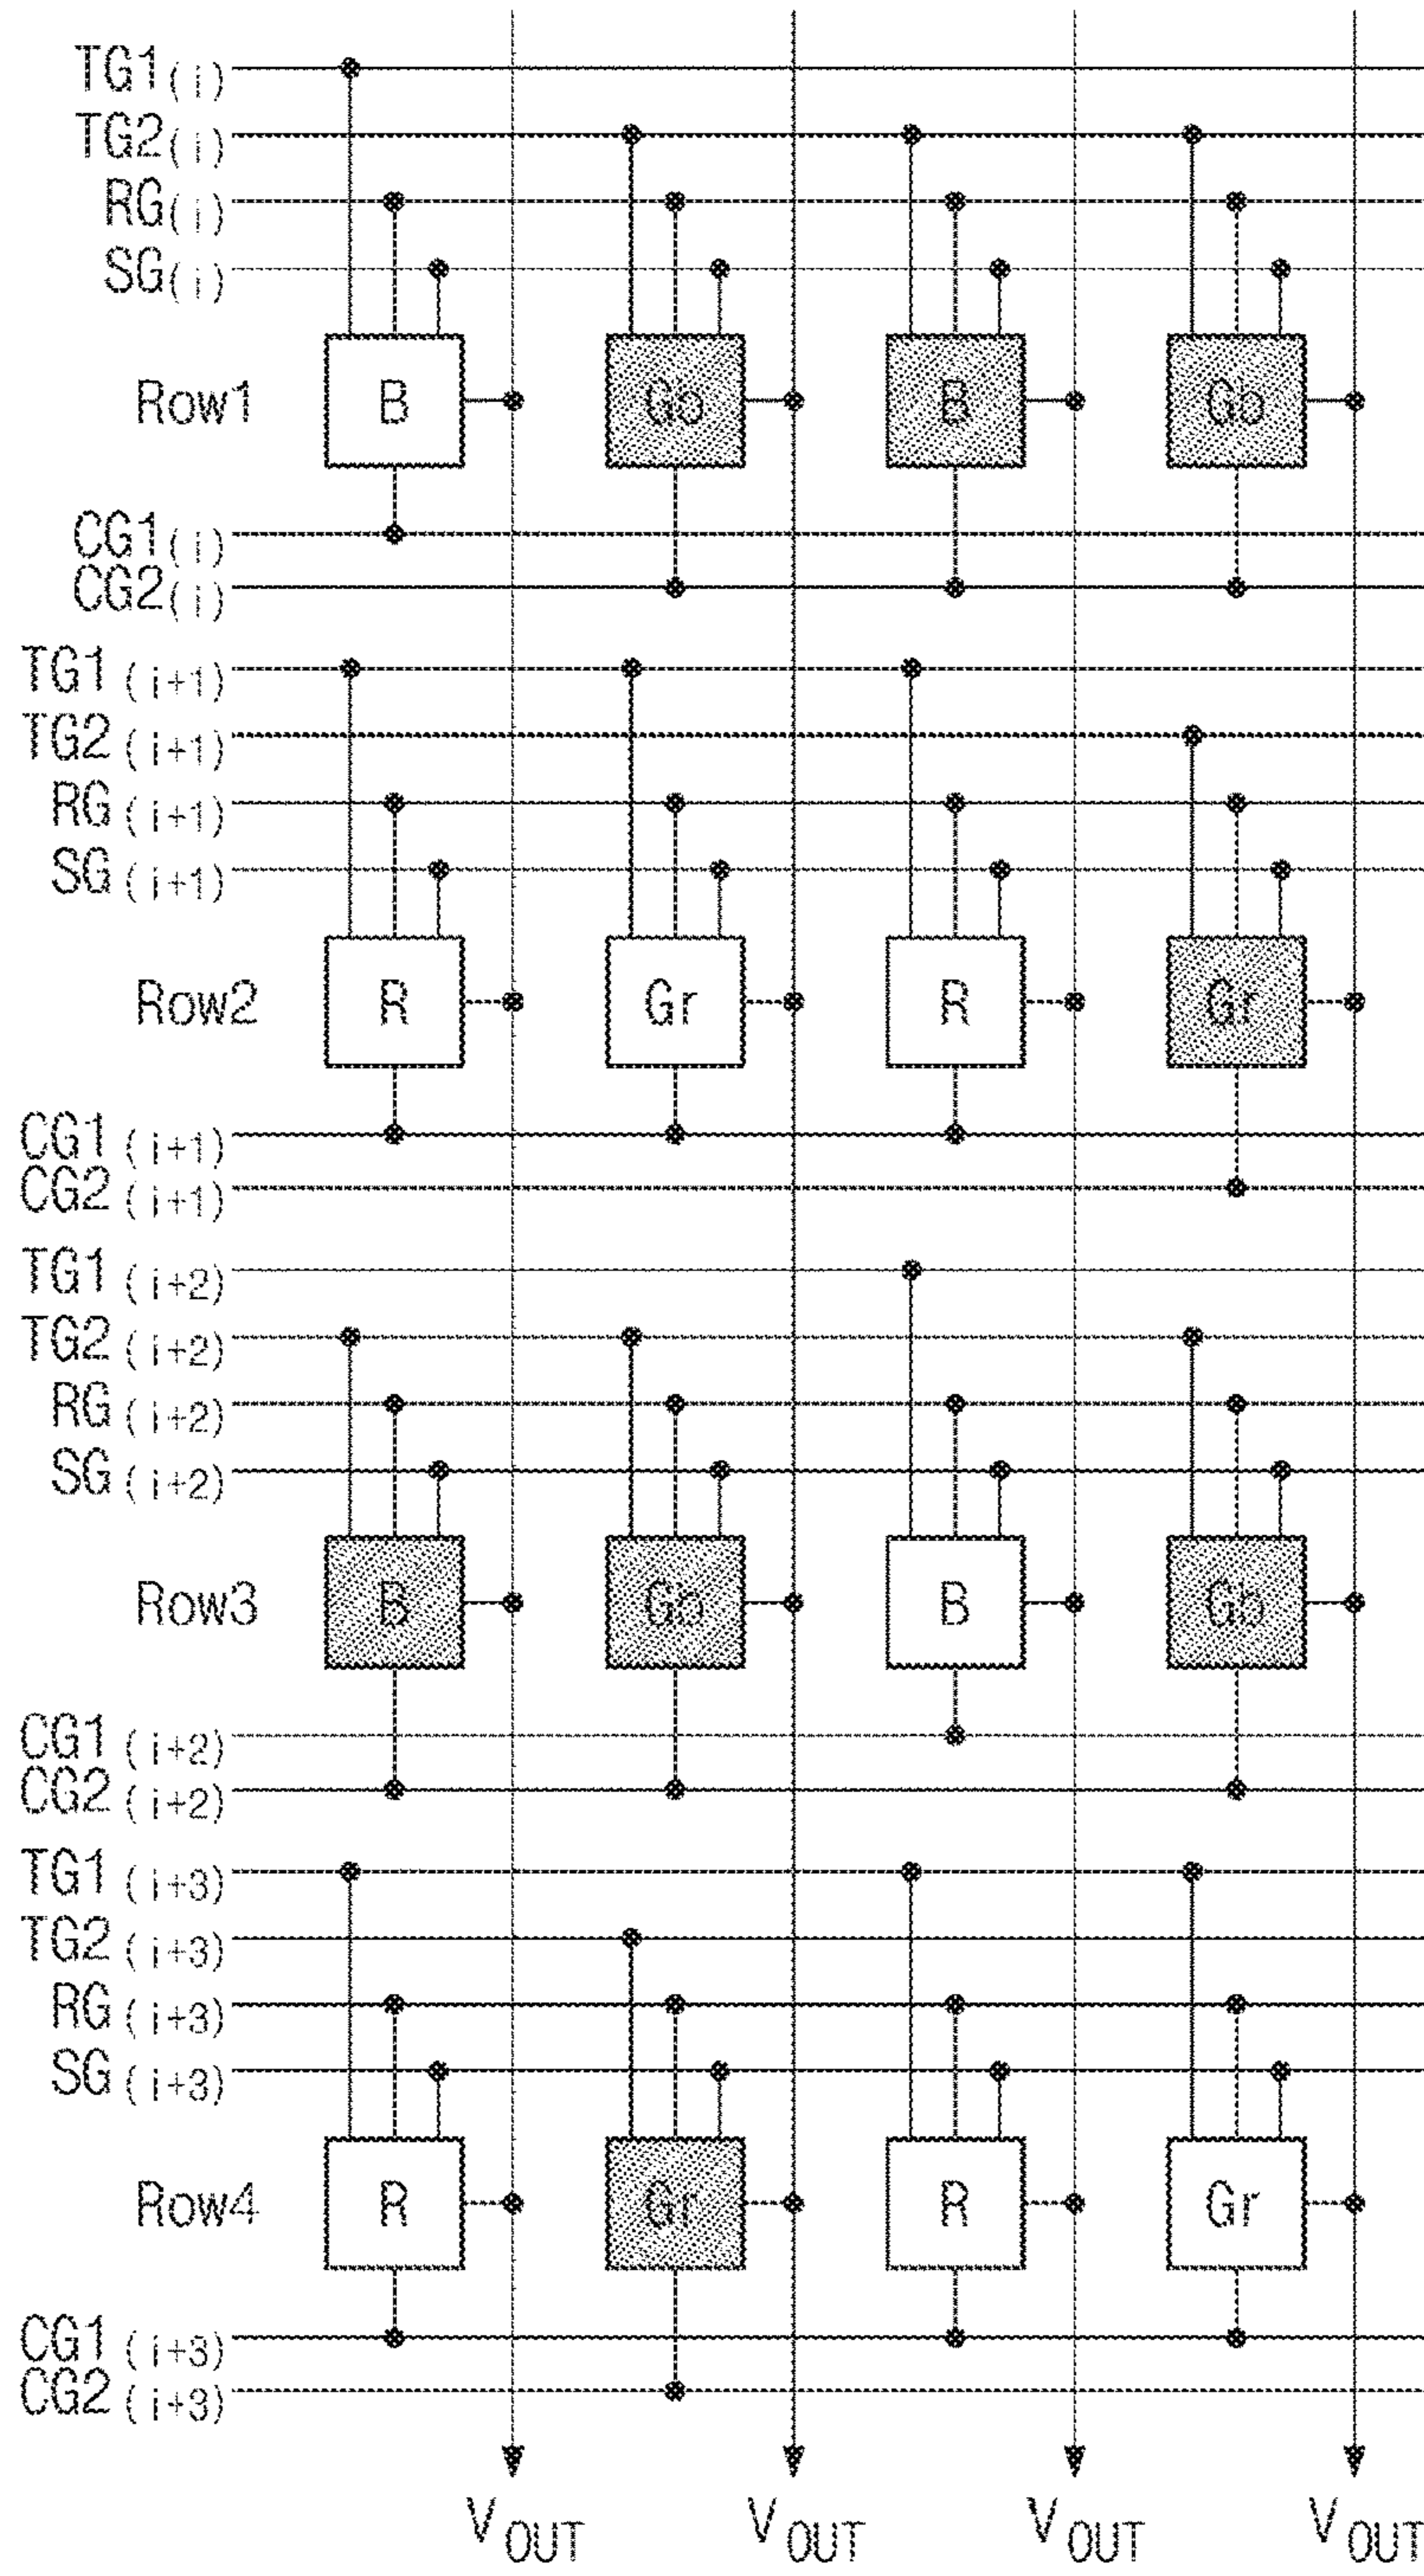 TG1(i)
TG2(i)
RG(i)
SG(i)
Row1 B Gb B Gb
CG1(i)
CG2(i)
TG1(i+1)
TG2(i+1)
RG(i+1)
SG(i+1)
Row2 R Gr R Gr
CG1(i+1)
CG2(i+1)
TG1(i+2)
TG2(i+2)
RG(i+2)
SG(i+2)
Row3 B Gb B Gb
CG1(i+2)
CG2(i+2)
TG1(i+3)
TG2(i+3)
RG(i+3)
SG(i+3)
Row4 R Gr R Gr
CG1(i+3)
CG2(i+3)
VOUT VOUT VOUT VOUT